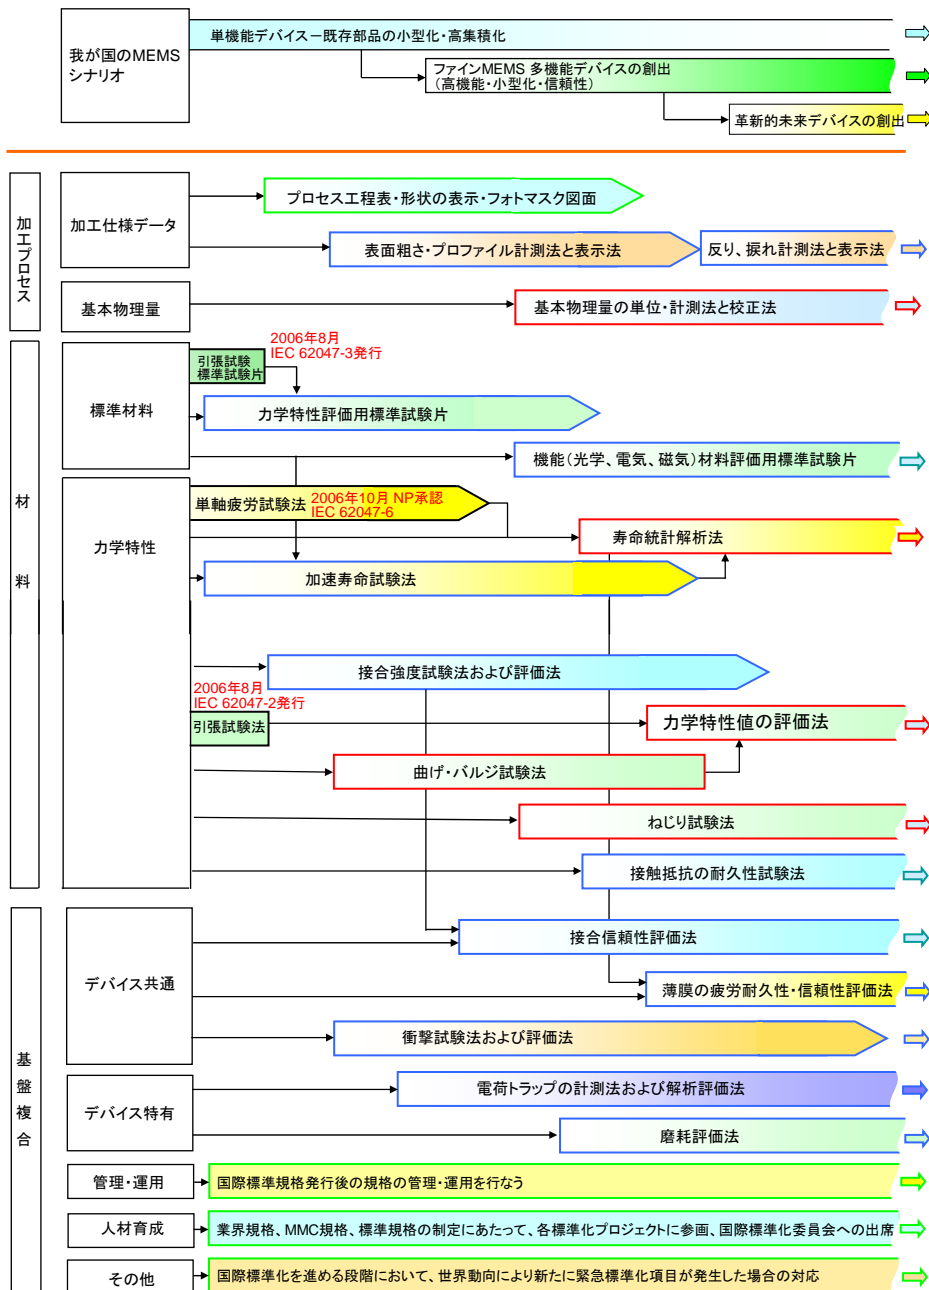 我が国のMEMS
シナリオ
単機能デバイス－既存部品の小型化・高集積化
ファインMEMS 多機能デバイスの創出
（高機能・小型化・信頼性）
革新的未来デバイスの創出
加工プロセス
加工仕様データ
プロセス工程表・形状の表示・フォトマスク図面
表面粗さ・プロファイル計測法と表示法
反り、捩れ計測法と表示法
基本物理量
基本物理量の単位・計測法と校正法
材料
標準材料
引張試験
標準試験片
2006年8月
IEC 62047-3発行
力学特性評価用標準試験片
機能（光学、電気、磁気）材料評価用標準試験片
力学特性
単軸疲労試験法
2006年10月 NP承認
IEC 62047-6
寿命統計解析法
加速寿命試験法
接合強度試験法および評価法
2006年8月
IEC 62047-2発行
引張試験法
力学特性値の評価法
曲げ・バルジ試験法
ねじり試験法
接触抵抗の耐久性試験法
基盤複合
デバイス共通
接合信頼性評価法
薄膜の疲労耐久性・信頼性評価法
衝撃試験法および評価法
デバイス特有
電荷トラップの計測法および解析評価法
磨耗評価法
管理・運用
国際標準規格発行後の規格の管理・運用を行なう
人材育成
業界規格、MMC規格、標準規格の制定にあたって、各標準化プロジェクトに参画、国際標準化委員会への出席
その他
国際標準化を進める段階において、世界動向により新たに緊急標準化項目が発生した場合の対応